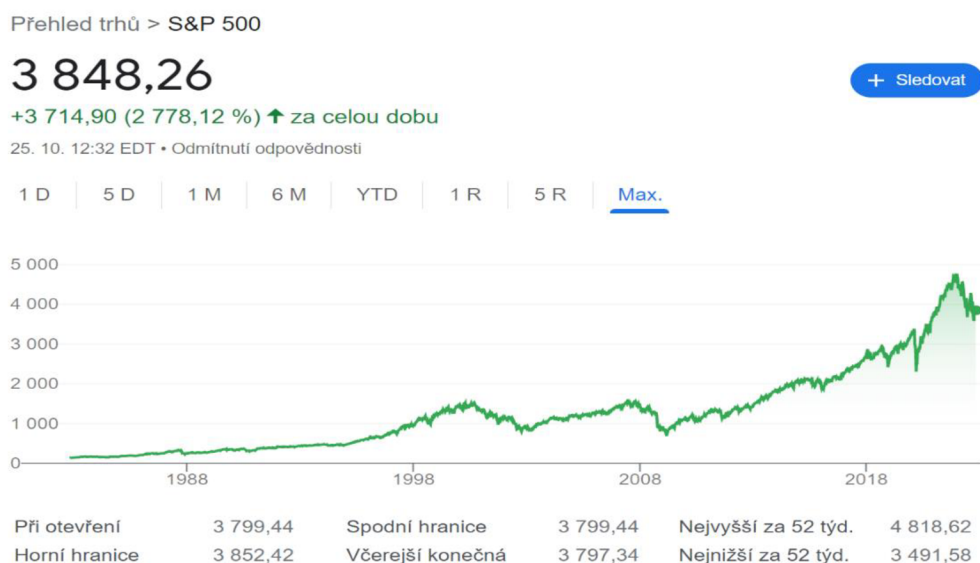 Přehled trhů > S&P 500
3 848,26
+ Sledovat
+3 714,90 (2 778,12 %) ↑ za celou dobu
25. 10. 12:32 EDT • Odmítnutí odpovědnosti
1 D 5 D 1 M 6 M YTD 1 R 5 R Max.
5 000
4 000
3 000
2 000
1 000
0
1988 1998 2008 2018
Při otevření 3 799,44 Spodní hranice 3 799,44 Nejvyšší za 52 týd. 4 818,62
Horní hranice 3 852,42 Včerejší konečná 3 797,34 Nejnižší za 52 týd. 3 491,58